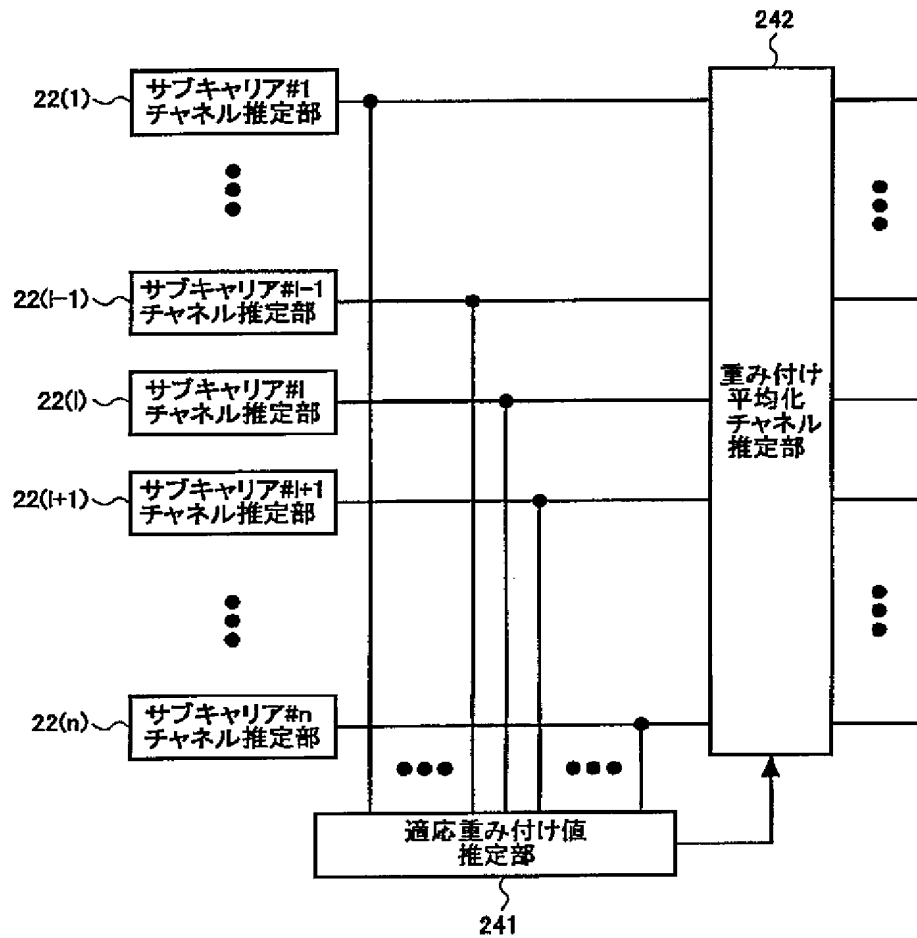 242
22(1)
サブキャリア#1
チャネル推定部
22(l-1)
サブキャリア#l-1
チャネル推定部
22(l)
サブキャリア#l
チャネル推定部
22(l+1)
サブキャリア#l+1
チャネル推定部
重み付け
平均化
チャネル
推定部
22(n)
サブキャリア#n
チャネル推定部
適応重み付け値
推定部
241